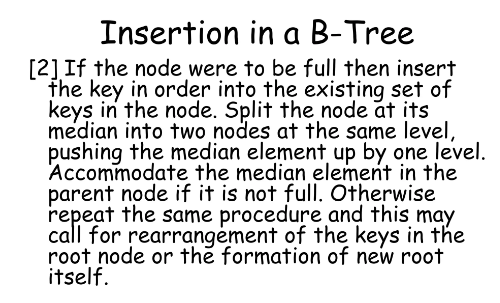 Insertion in a B-Tree
[2] If the node were to be full then insert
the key in order into the existing set of
keys in the node. Split the node at its
median into two nodes at the same level,
pushing the median element up by one level.
Accommodate the median element in the
parent node if it is not full. Otherwise
repeat the same procedure and this may
call for rearrangement of the keys in the
root node or the formation of new root
itself.